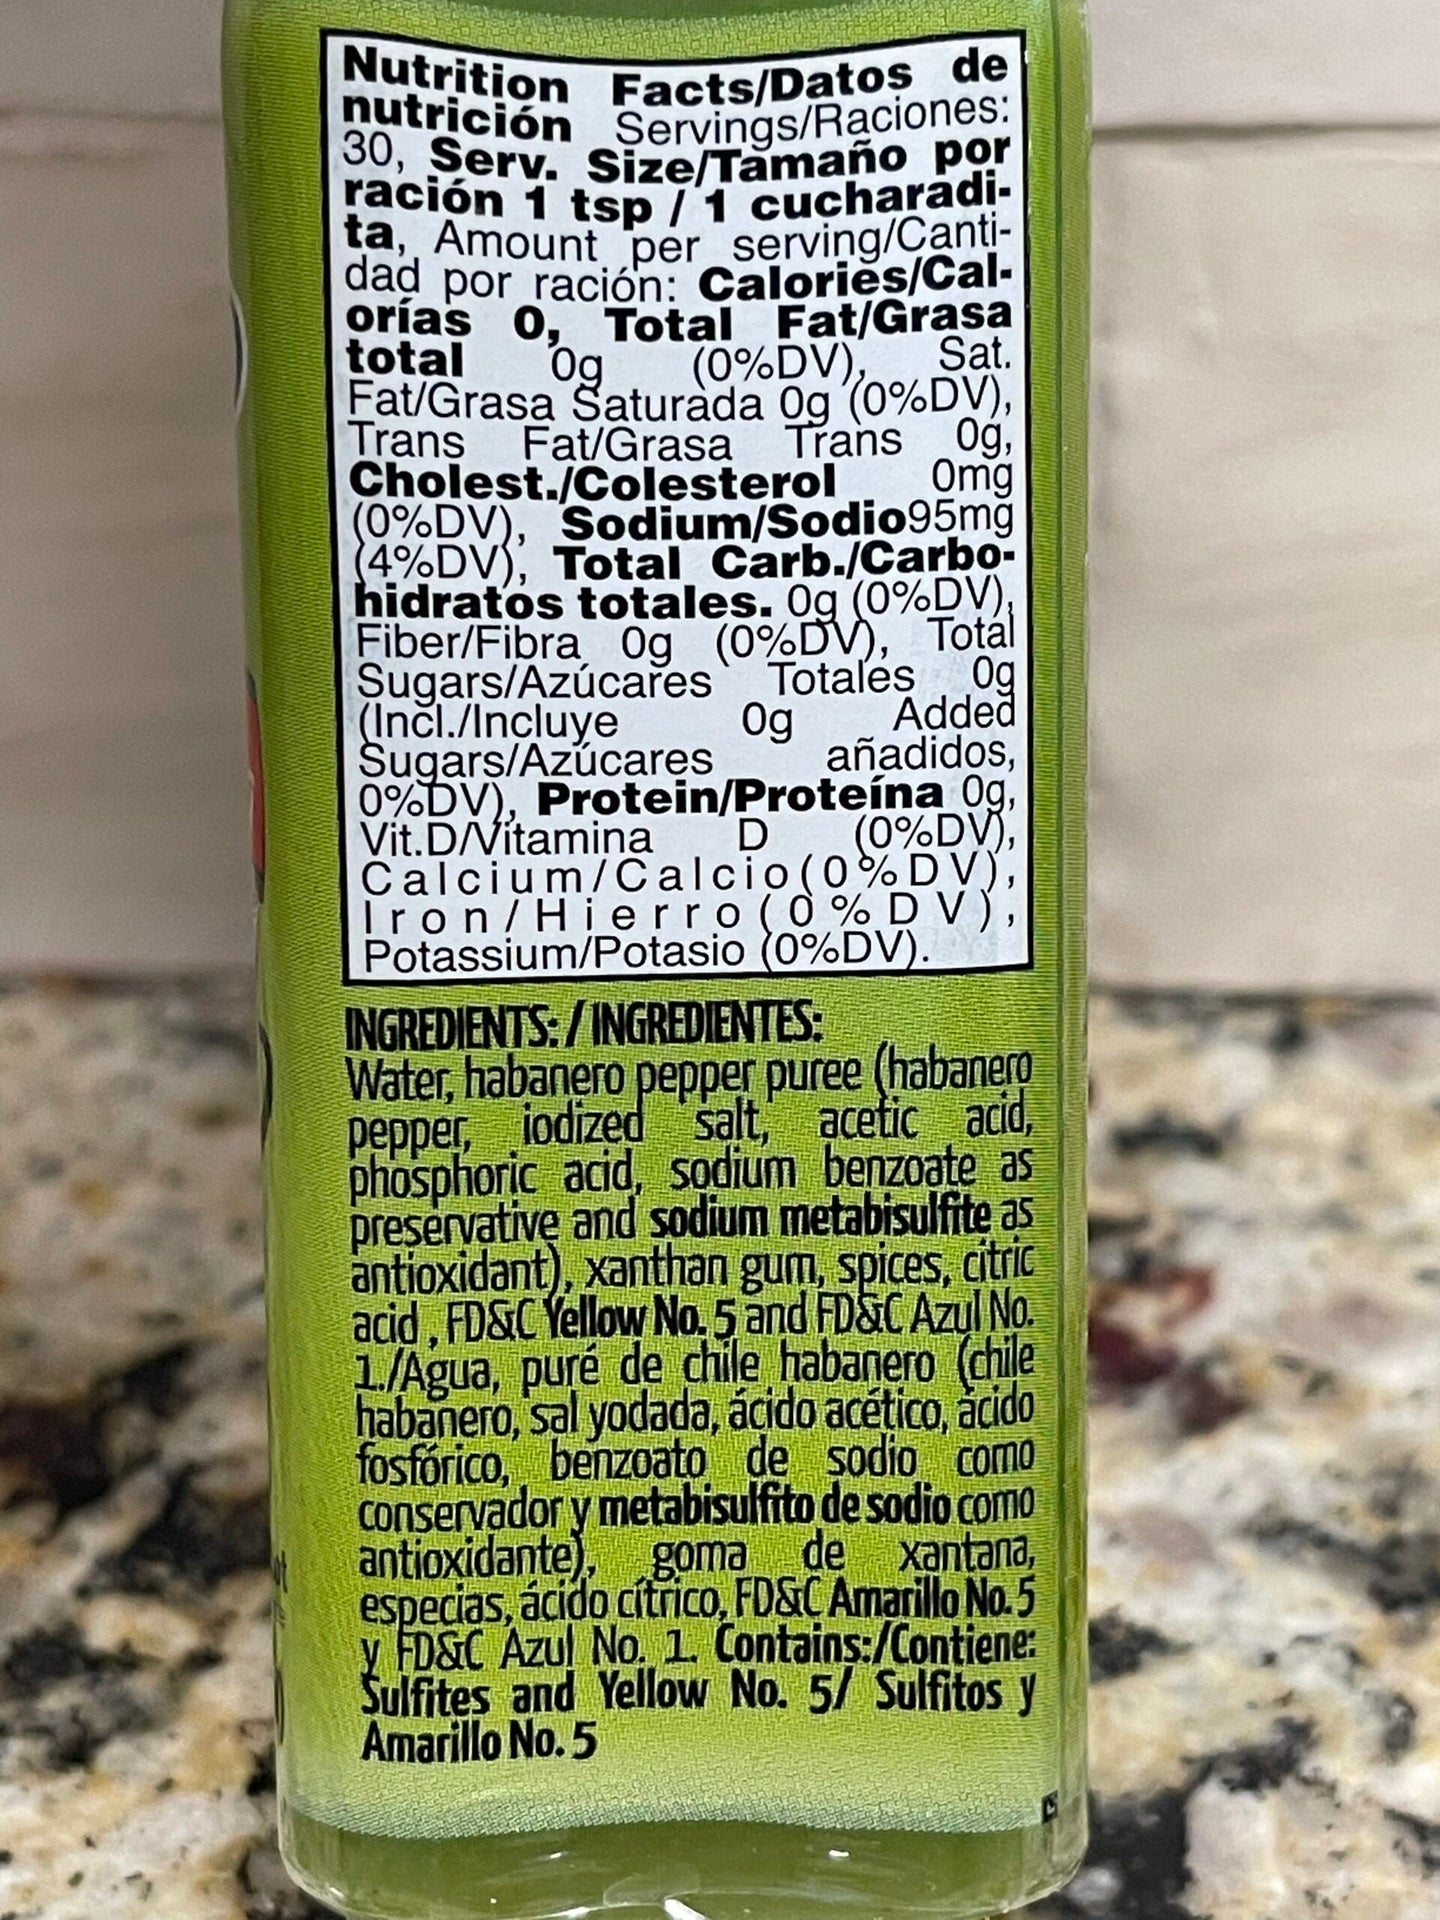 Nutrition Facts/Datos de
nutrición Servings/Raciones:
30, Serv. Size/Tamaño por
ración 1 tsp / 1 cucharadi-
ta, Amount per serving/Canti-
dad por ración: Calories/Cal-
orías 0, Total Fat/Grasa
total 0g (0%DV), Sat.
Fat/Grasa Saturada 0g (0%DV),
Trans Fat/Grasa Trans 0g,
Cholest./Colesterol 0mg
(0%DV), Sodium/Sodio95mg
(4%DV), Total Carb./Carbo-
hidratos totales. 0g (0%DV),
Fiber/Fibra 0g (0%DV), Total
Sugars/Azúcares Totales 0g
(Incl./Incluye 0g Added
Sugars/Azúcares añadidos,
0%DV), Protein/Proteína 0g,
Vit.D/Vitamina D (0%DV),
Calcium/Calcio(0%DV),
Iron/Hierro(0%DV),
Potassium/Potasio (0%DV).
INGREDIENTS: / INGREDIENTES:
Water, habanero pepper puree (habanero
pepper, iodized salt, acetic acid,
phosphoric acid, sodium benzoate as
preservative and sodium metabisulfite as
antioxidant), xanthan gum, spices, citric
acid , FD&C Yellow No. 5 and FD&C Azul No.
1./Agua, puré de chile habanero (chile
habanero, sal yodada, ácido acético, ácido
fosfórico, benzoato de sodio como
conservador y metabisulfito de sodio como
antioxidante), goma de xantana,
especias, ácido cítrico, FD&C Amarillo No. 5
y FD&C Azul No. 1. Contains:/Contiene:
Sulfites and Yellow No. 5/ Sulfitos y
Amarillo No. 5